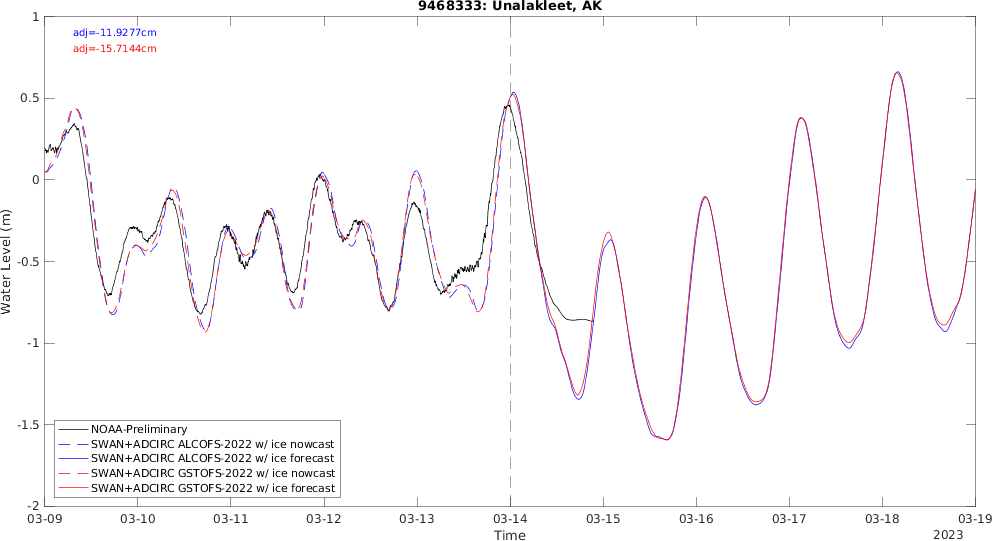 9468333: Unalakleet, AK
adj=-11.9277cm
adj=-15.7144cm
1
0.5
0
-0.5
-1
-1.5
-2
Water Level (m)
NOAA-Preliminary
SWAN+ADCIRC ALCOFS-2022 w/ ice nowcast
SWAN+ADCIRC ALCOFS-2022 w/ ice forecast
SWAN+ADCIRC GSTOFS-2022 w/ ice nowcast
SWAN+ADCIRC GSTOFS-2022 w/ ice forecast
03-09 03-10 03-11 03-12 03-13 03-14 03-15 03-16 03-17 03-18 03-19
Time
2023